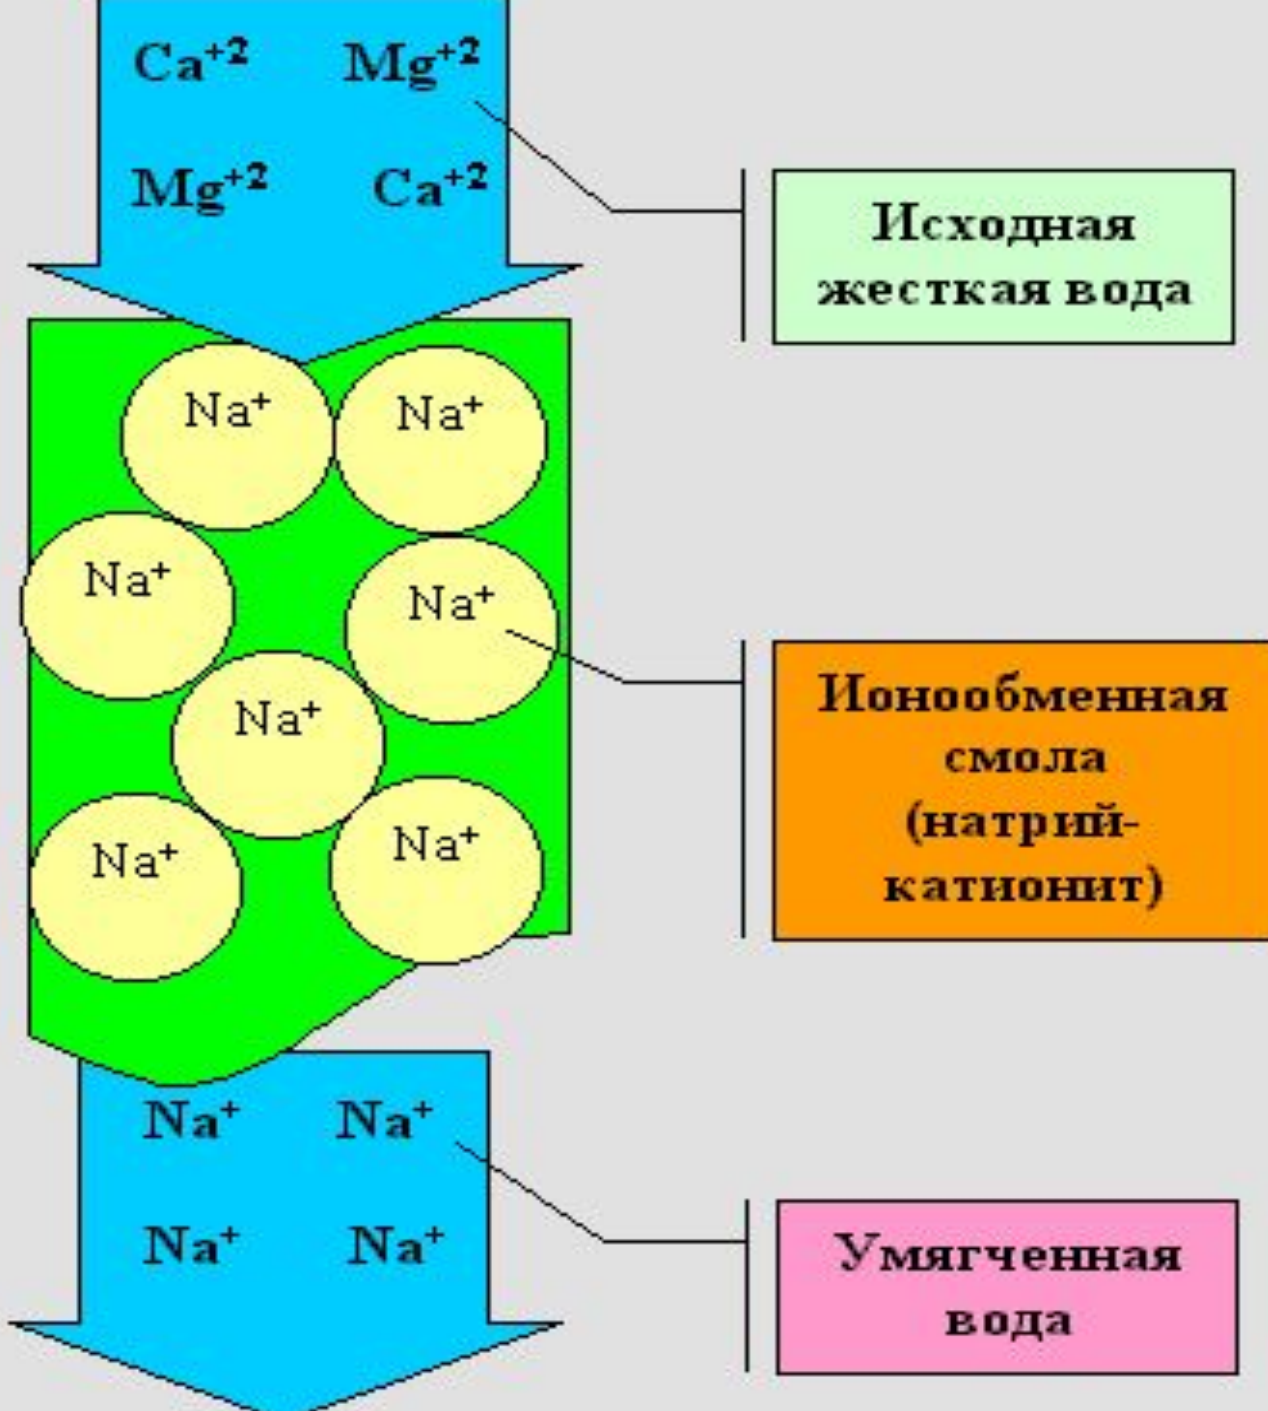 Ca⁺² Mg⁺²
Mg⁺² Ca⁺²
Исходная
жесткая вода
Na⁺ Na⁺
Na⁺ Na⁺
Na⁺
Na⁺ Na⁺
Ионообменная
смола
(натрий-
катионит)
Na⁺ Na⁺
Na⁺ Na⁺
Умягченная
вода